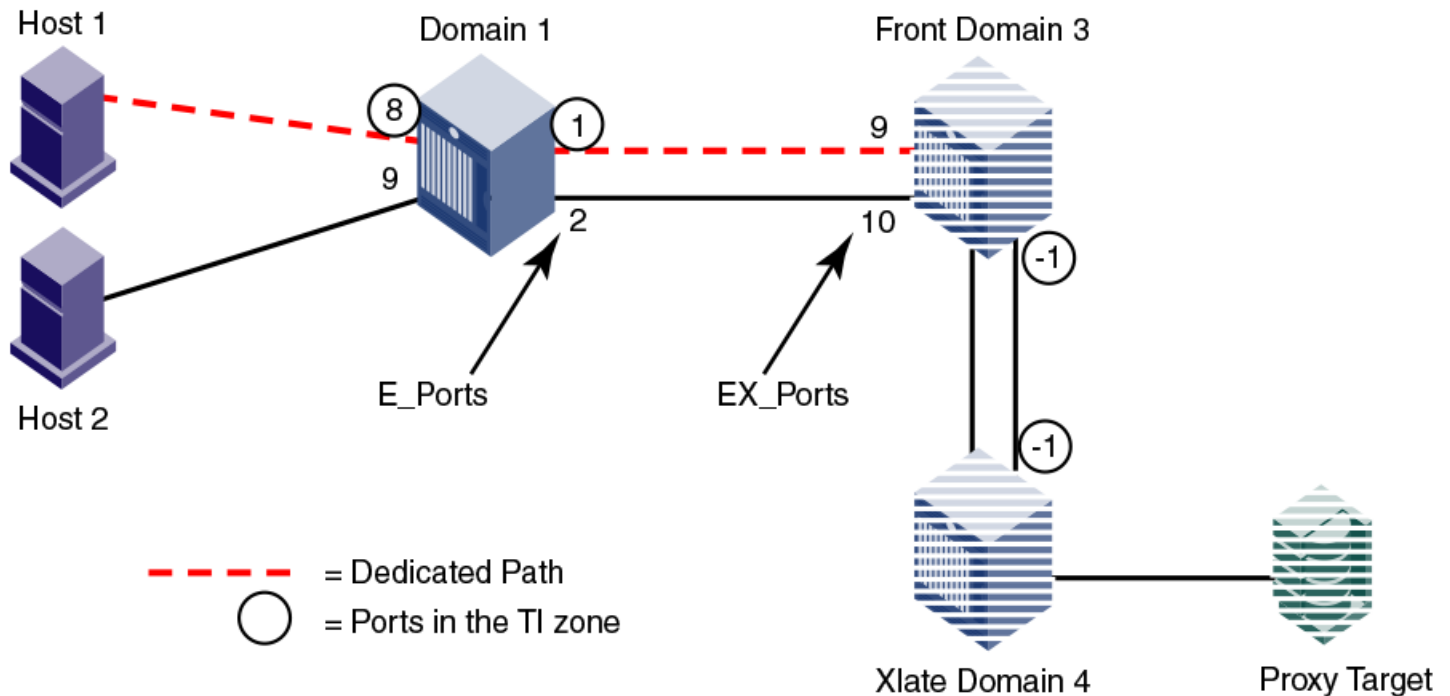 Host 1
Domain 1
Front Domain 3
8
1
9
9
2
10
-1
E_Ports
EX_Ports
Host 2
-1
= Dedicated Path
= Ports in the TI zone
Xlate Domain 4
Proxy Target